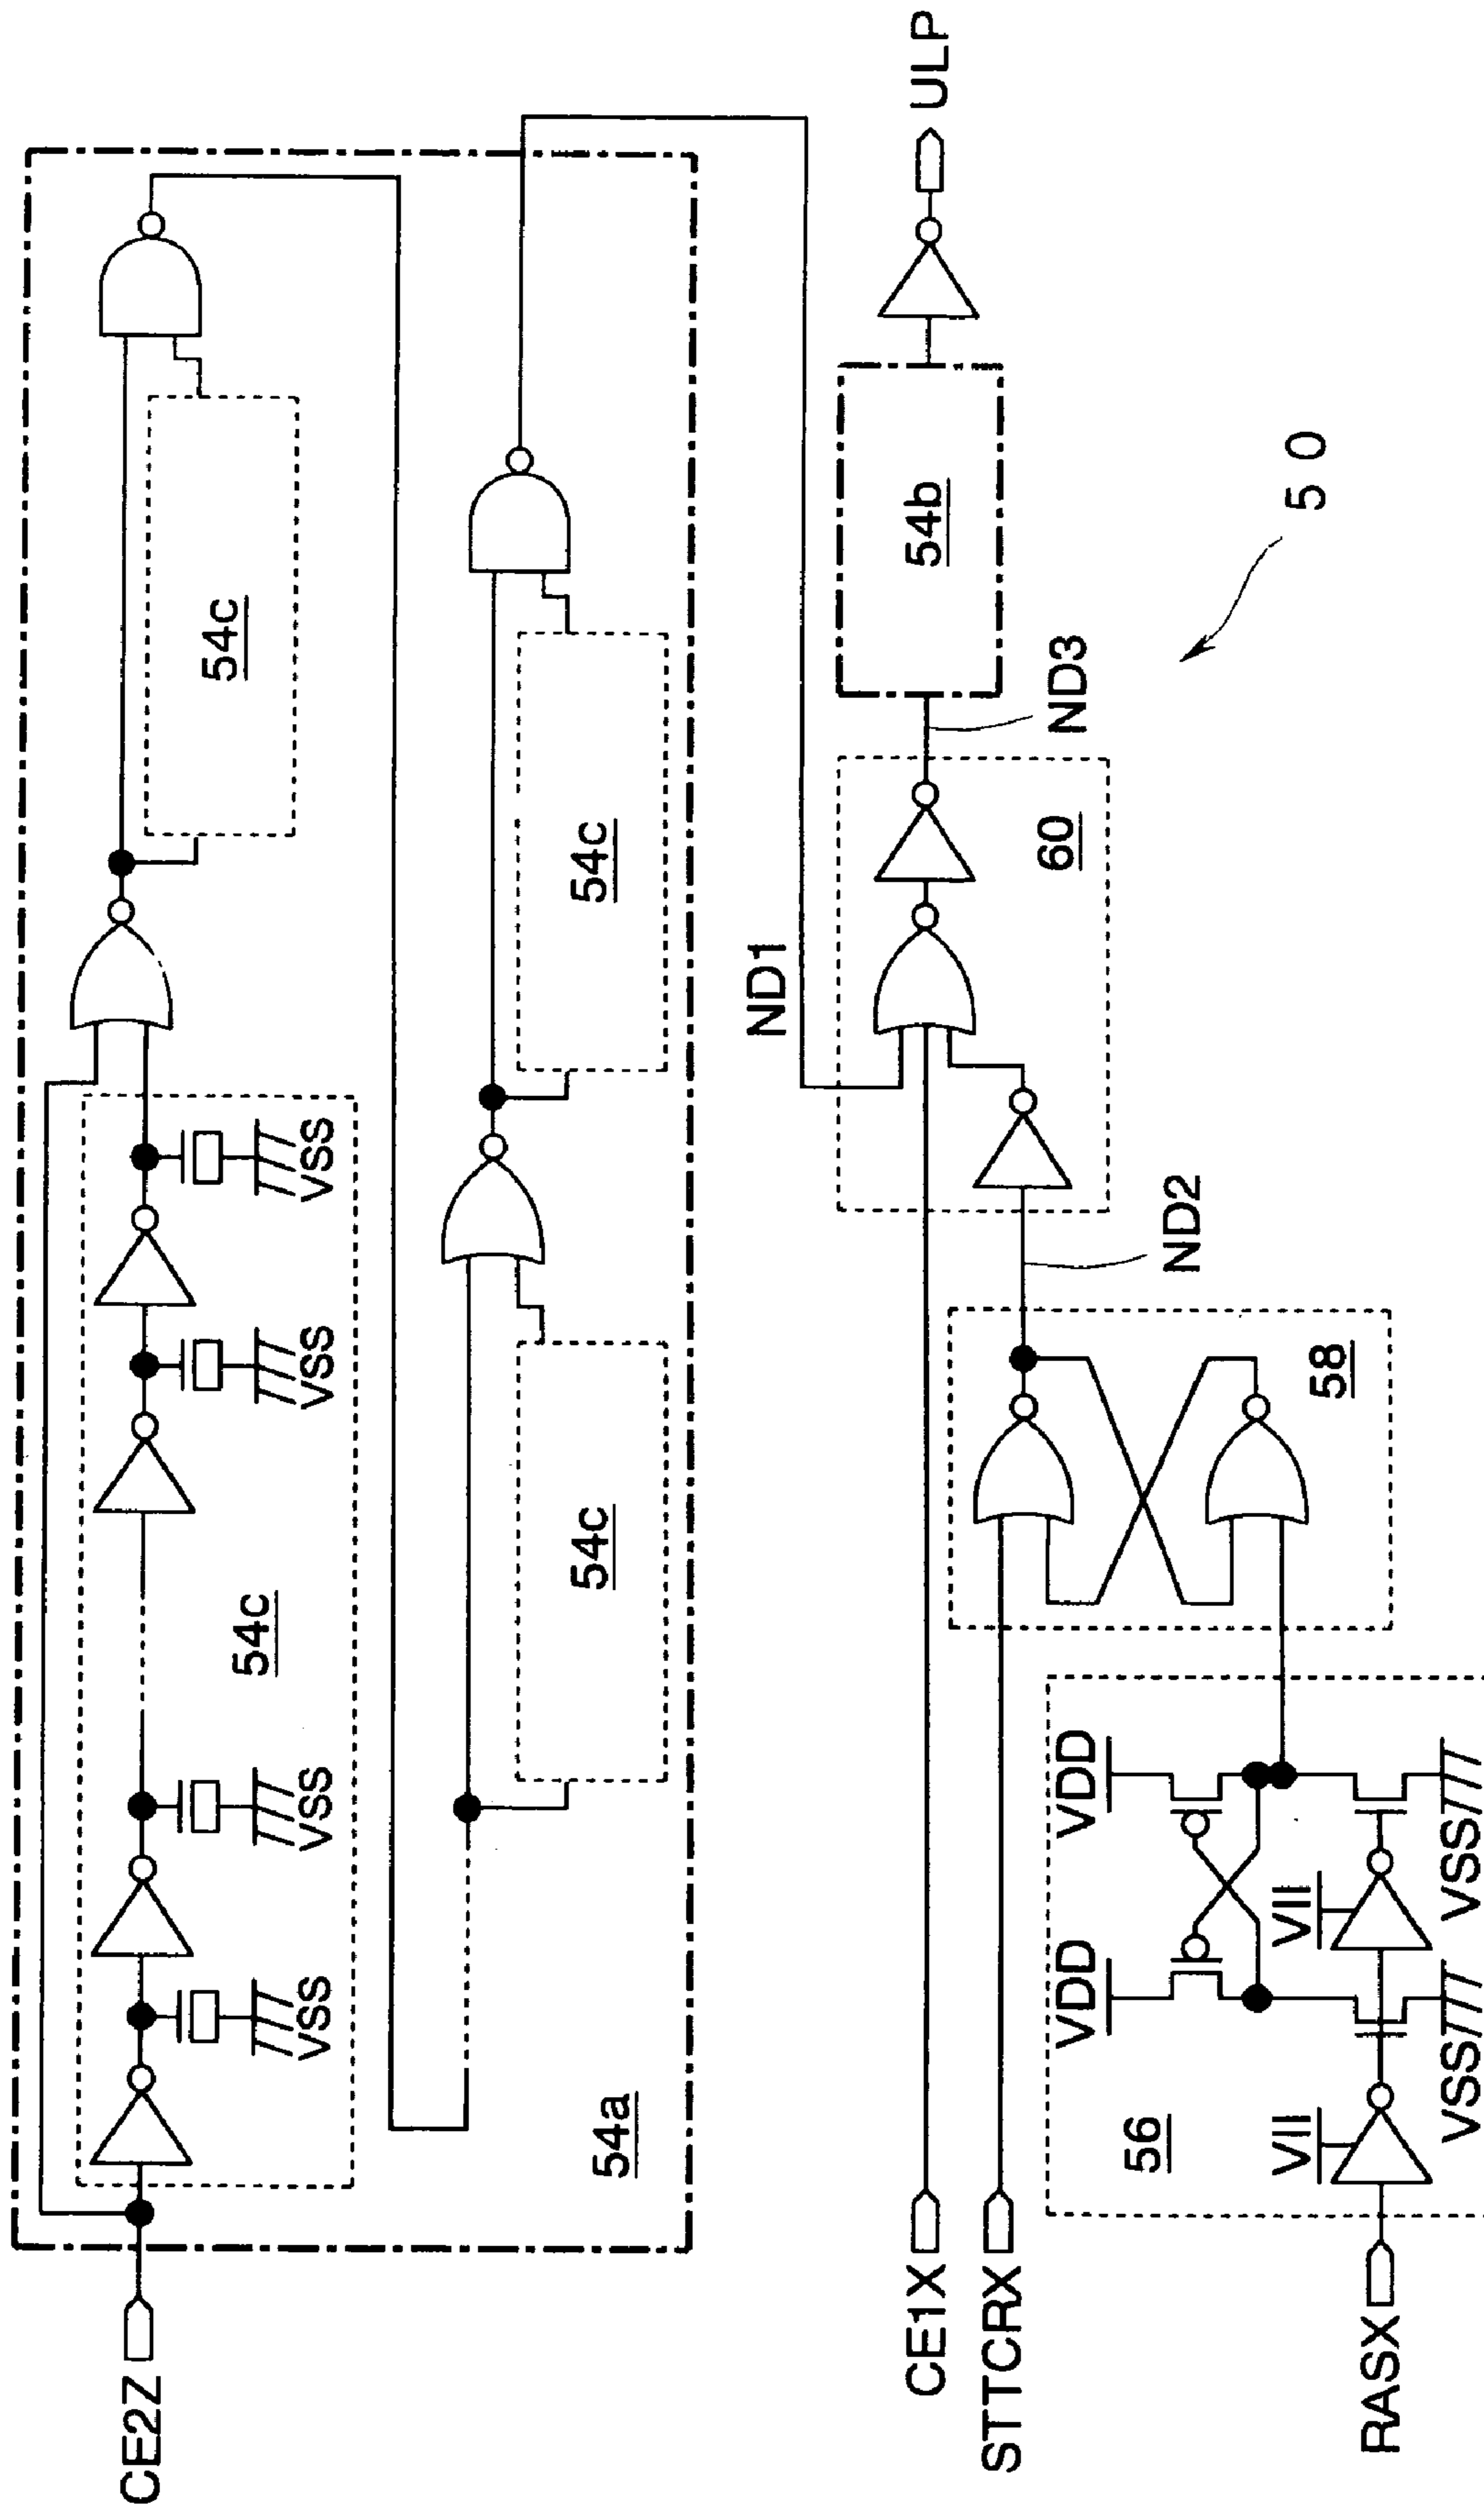 CE2Z
54c
VSS
VSS
VSS
VSS
54c
54a
54c
54c
ND1
CE1X
STTCRX
RASX
56
VII
VII
VDD
VDD
VSS
VSS
58
ND2
60
ND3
54b
ULP
5 0